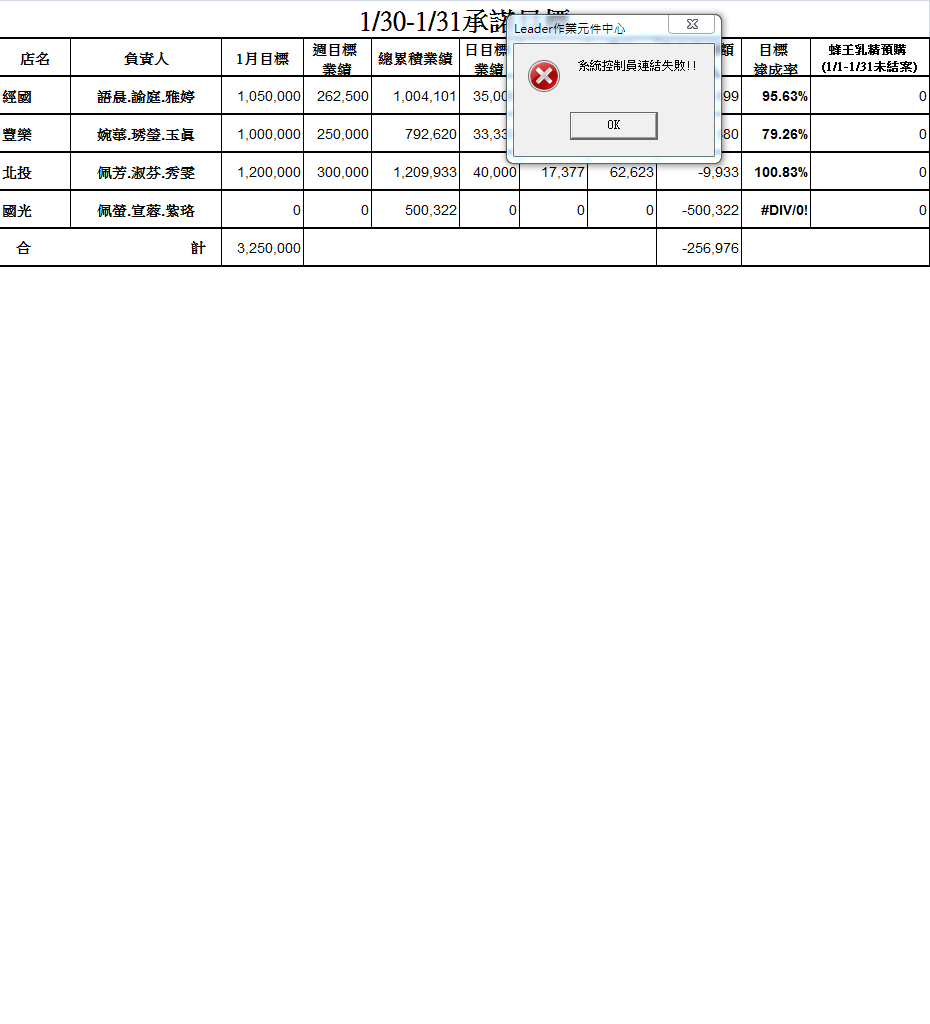 1/30-1/31承諾目標
Leader作業元件中心
系統控制員連結失敗!!
OK
店名 負責人 1月目標 週目標 總累積業績 日目標 額 目標 蜂王乳精預購
業績 業績 達成率 (1/1-1/31未結案)
經國 語晨.諭庭.雅婷 1,050,000 262,500 1,004,101 35,00 99 95.63% 0
豐樂 婉華.琇瑩.玉眞 1,000,000 250,000 792,620 33,33 80 79.26% 0
北投 佩芳.淑芬.秀雯 1,200,000 300,000 1,209,933 40,000 17,377 62,623 -9,933 100.83% 0
國光 佩螢.宣蓉.紫珞 0 0 500,322 0 0 0 -500,322 #DIV/0! 0
合 計 3,250,000 -256,976